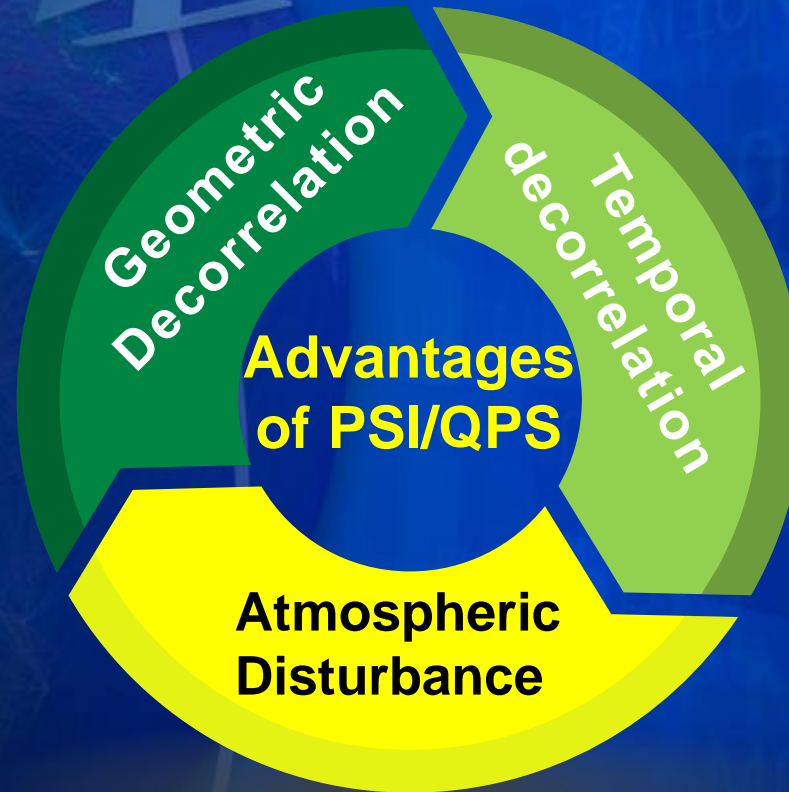 Geometric
Decorrelation
Temporal
decorrelation
Advantages
of PSI/QPS
Atmospheric
Disturbance